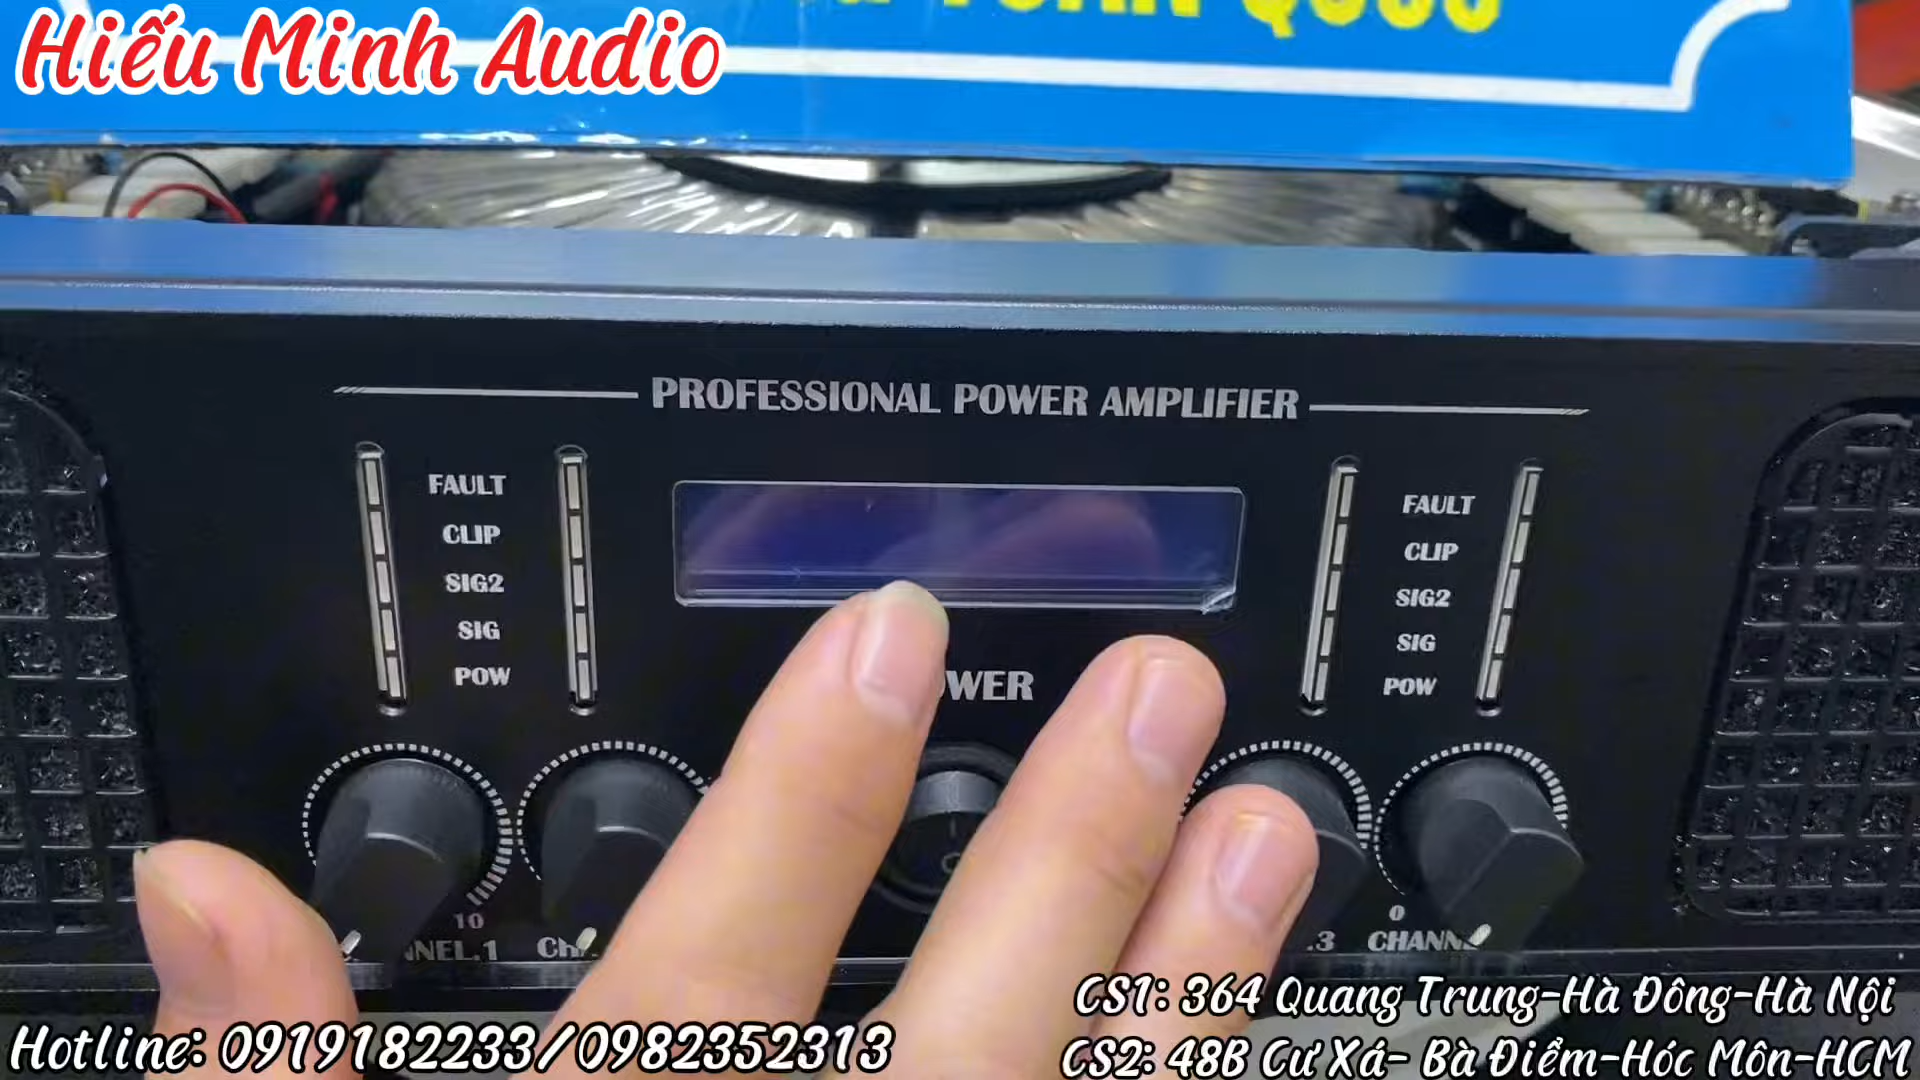 Hiếu Minh Audio
TOÀN QUỐC
PROFESSIONAL POWER AMPLIFIER
FAULT
CLIP
SIG2
SIG
POW
FAULT
CLIP
SIG2
SIG
POW
10
0
Hotline: 0919182233/0982352313
CS1: 364 Quang Trung-Hà Đông-Hà Nội
CS2: 48B Cư Xá- Bà Điểm-Hóc Môn-HCM